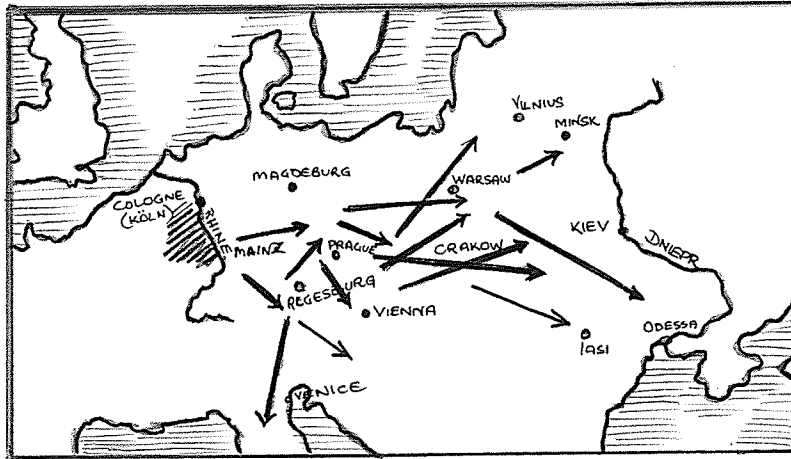 VILNIUS
MINSK
MAGDEBURG
WARSAW
COLOGNE
(KÖLN)
RHINE
MAINZ
PRAGUE
CRAKOW
KIEV
DNIEPR
REGESBURG
VIENNA
ODESSA
IASI
VENICE